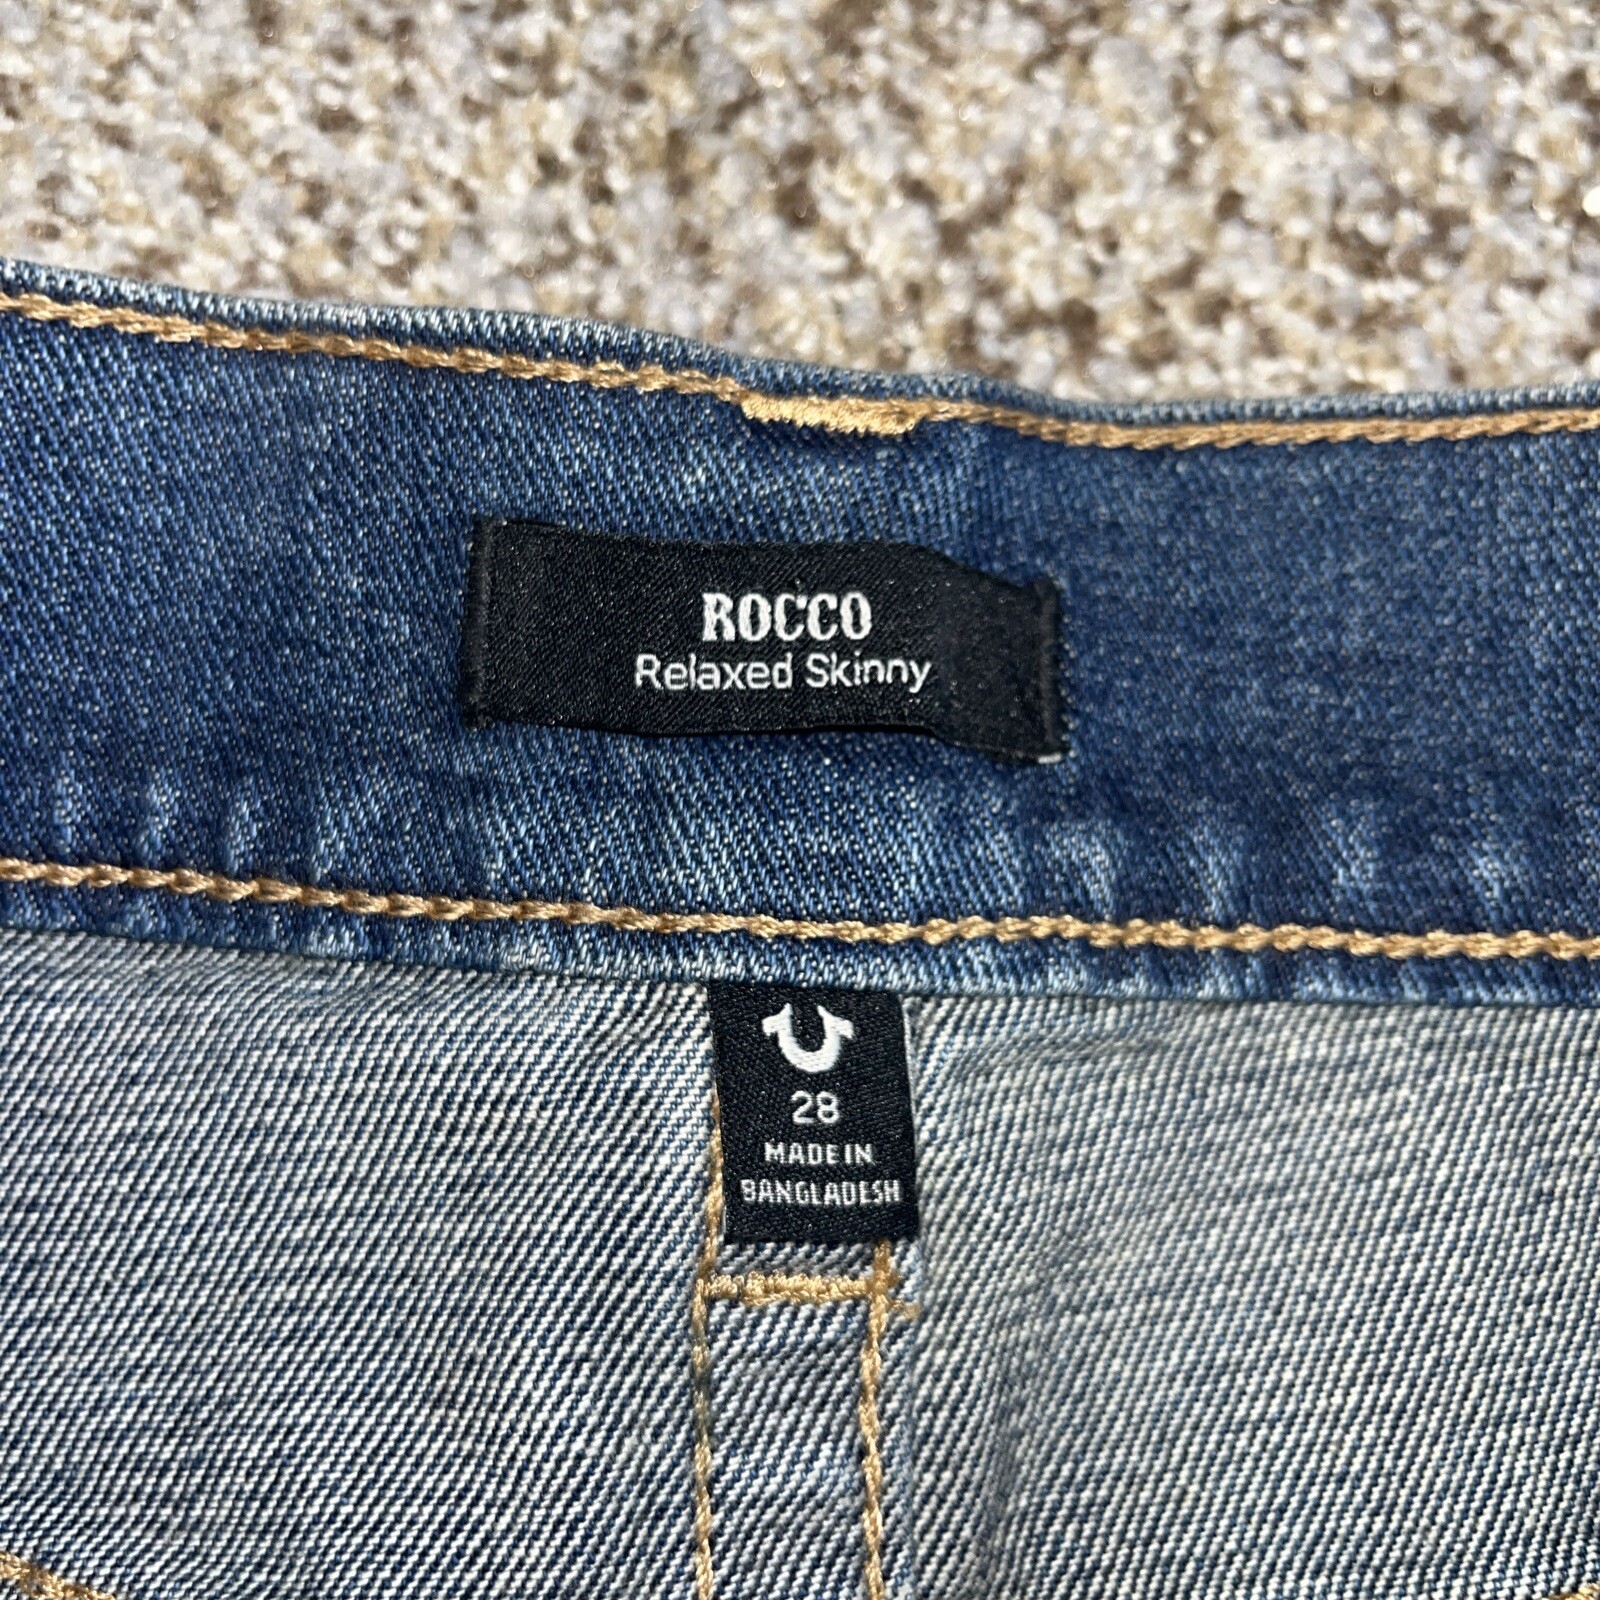 ROCCO
Relaxed Skinny
28
MADE IN
BANGLADESH